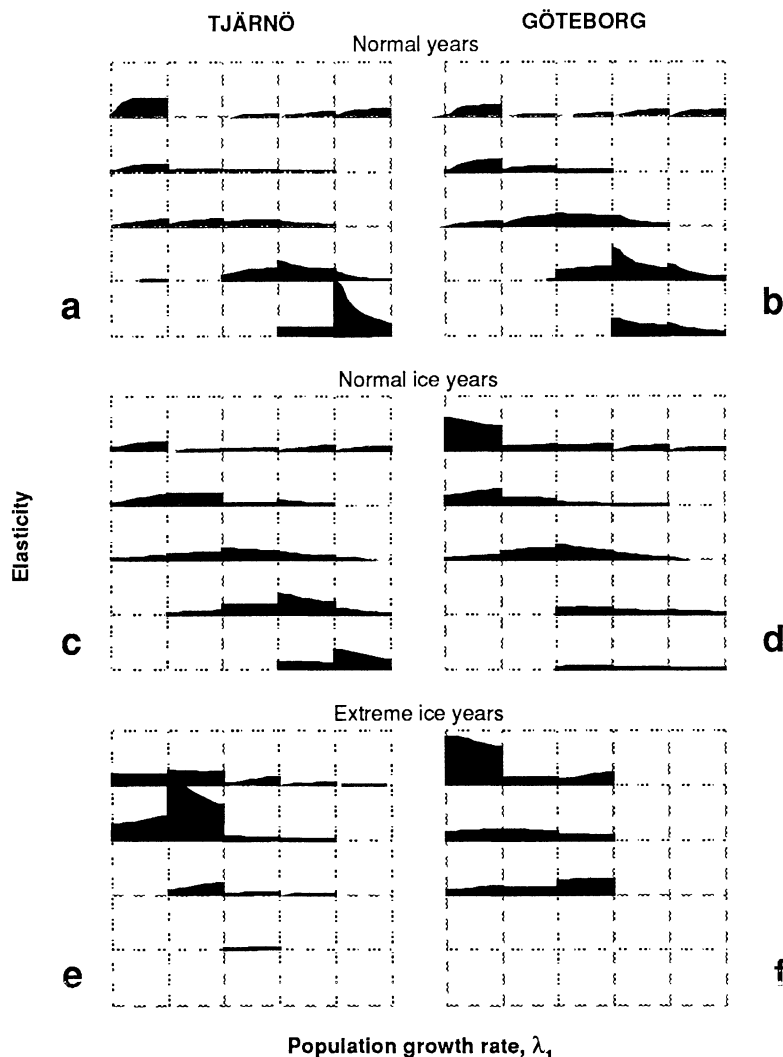 TJÄRNÖ GÖTEBORG
Normal years
a b
Normal ice years
Elasticity
c d
Extreme ice years
e f
Population growth rate, λ1